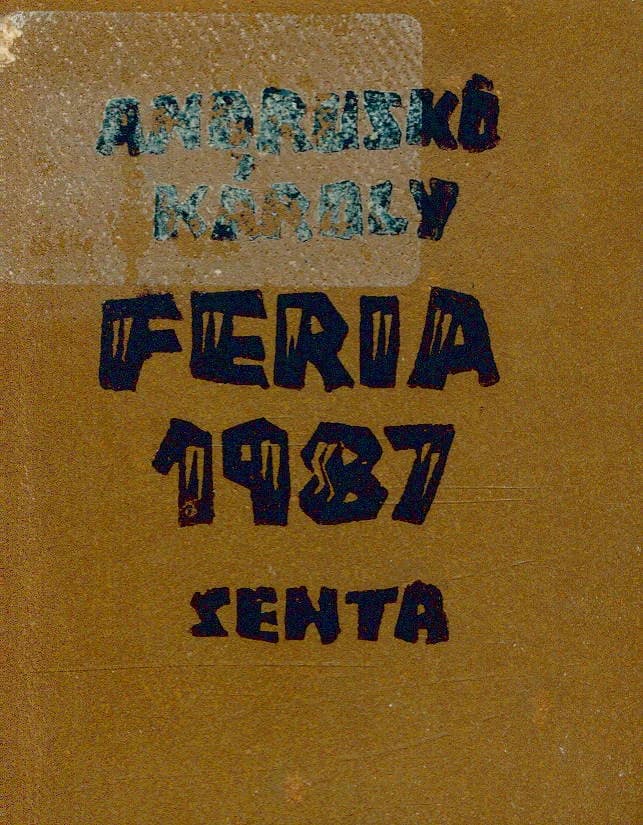 ANDRUSKÓ
KÁROLY
FERIA
1987
SENTA